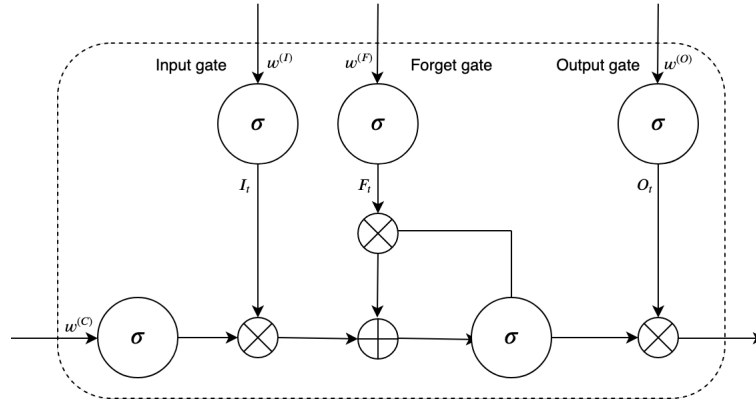 Input gate
w^(I)
w^(F)
Forget gate
Output gate
w^(O)
σ
σ
σ
I_t
F_t
O_t
w^(C)
σ
σ